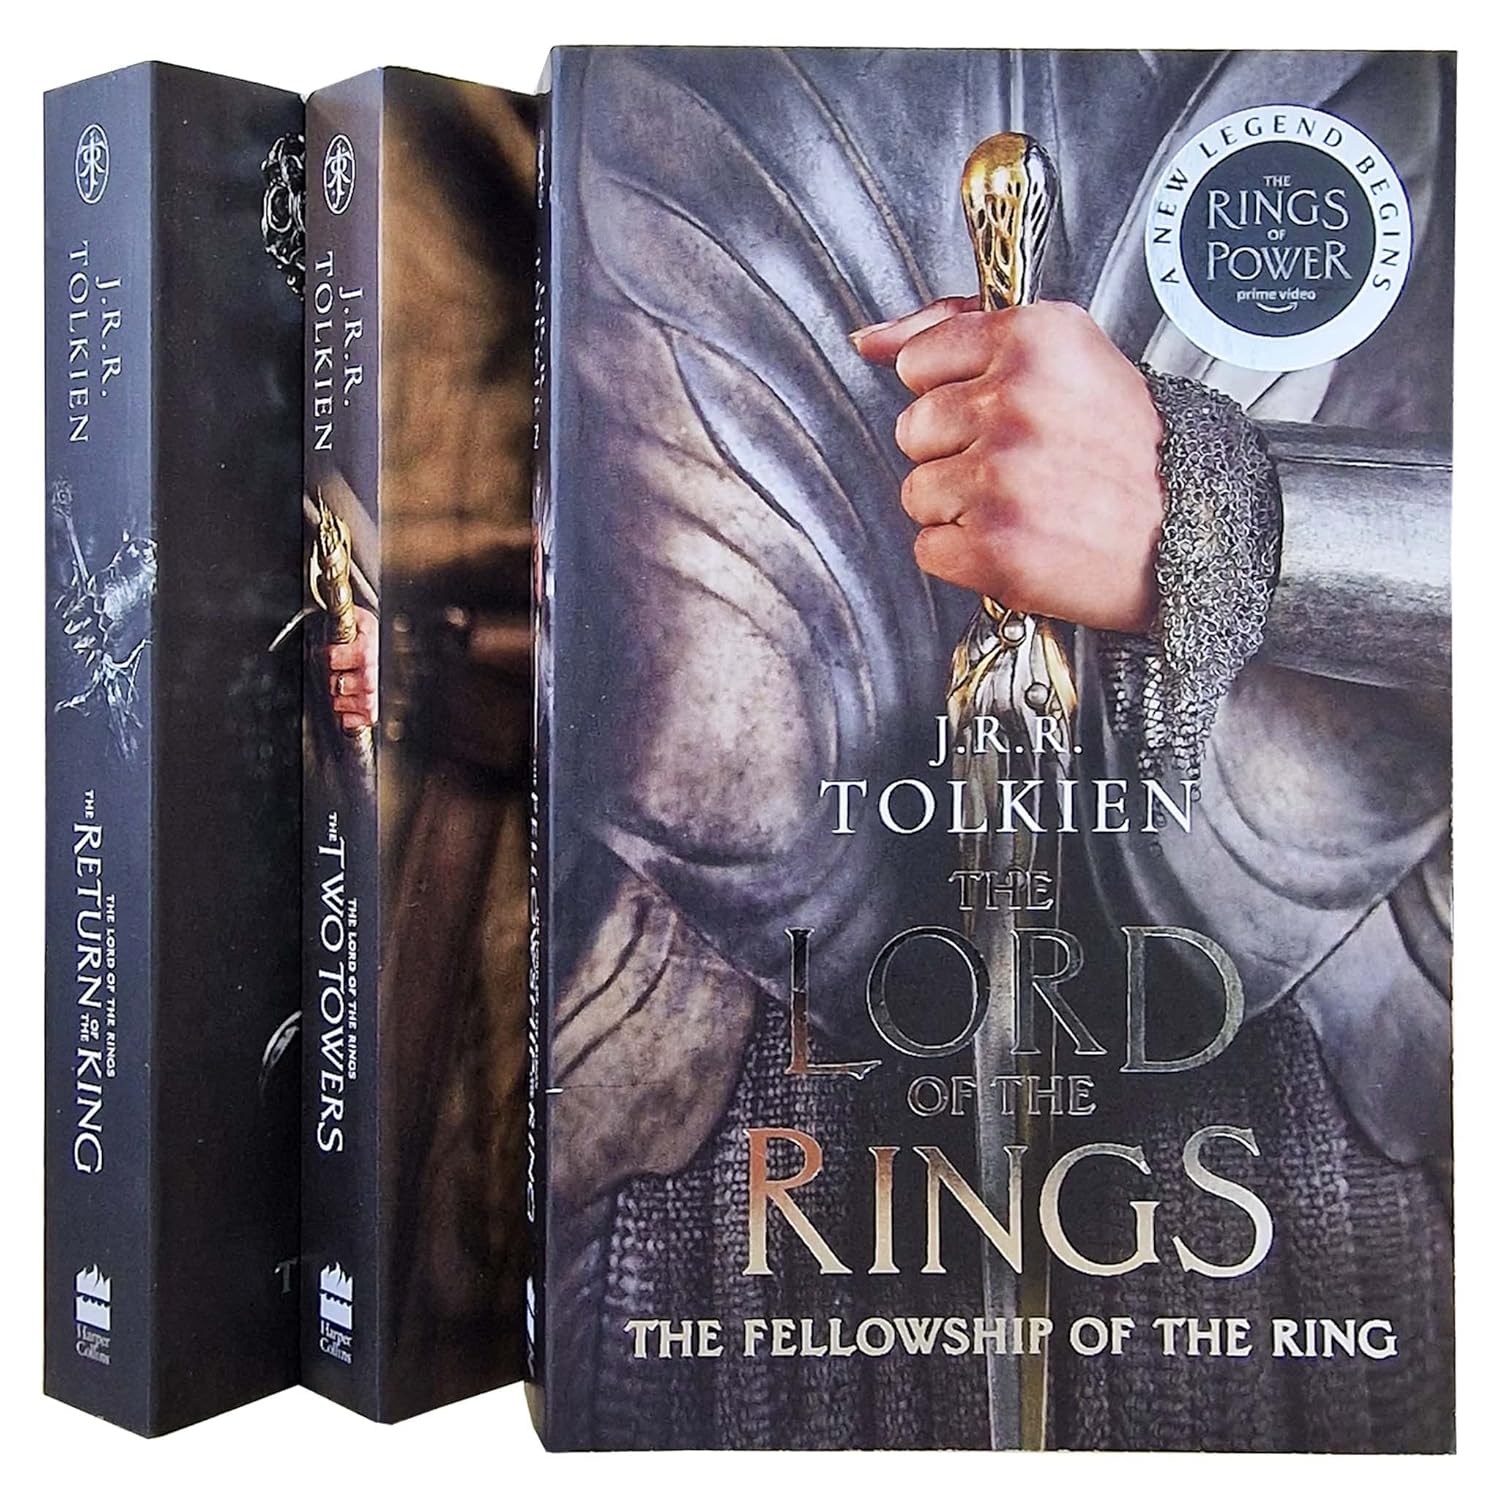 J.R.R.
TOLKIEN
THE LORD OF THE RINGS
THE RETURN OF THE KING
Harper
Collins
T
J.R.R.
TOLKIEN
THE LORD OF THE RINGS
THE TWO TOWERS
Harper
Collins
A NEW LEGEND BEGINS
THE
RINGS
OF
POWER
prime video
J.R.R.
TOLKIEN
THE
LORD
OF THE
RINGS
THE FELLOWSHIP OF THE RING